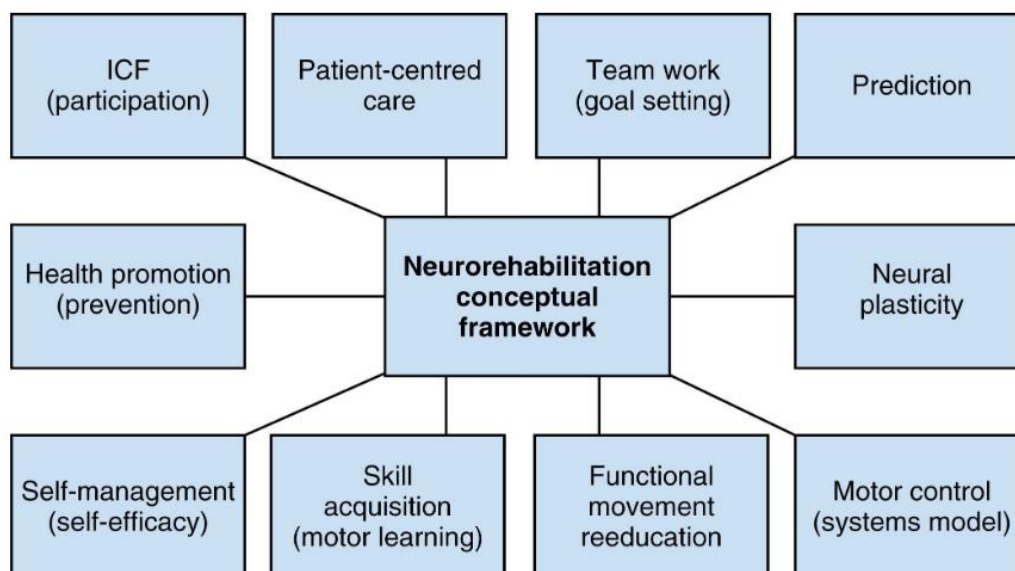 ICF
(participation)
Patient-centred
care
Team work
(goal setting)
Prediction
Health promotion
(prevention)
Neurorehabilitation
conceptual
framework
Neural
plasticity
Self-management
(self-efficacy)
Skill
acquisition
(motor learning)
Functional
movement
reeducation
Motor control
(systems model)